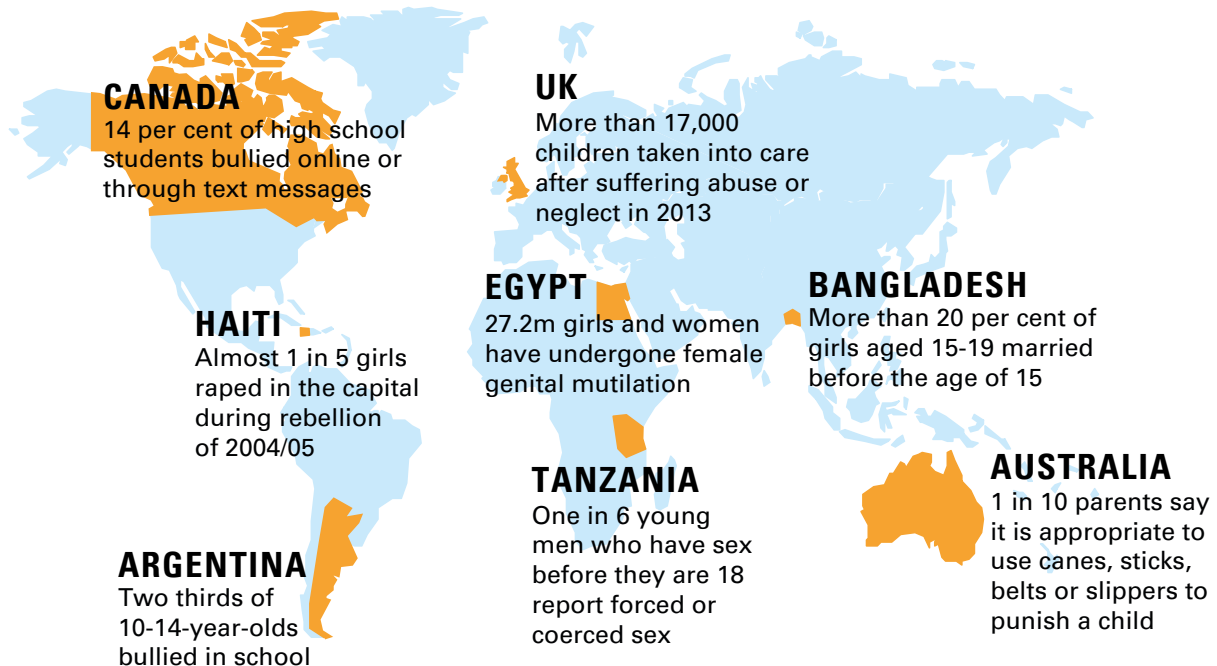 CANADA
14 per cent of high school
students bullied online or
through text messages
UK
More than 17,000
children taken into care
after suffering abuse or
neglect in 2013
HAITI
Almost 1 in 5 girls
raped in the capital
during rebellion
of 2004/05
EGYPT
27.2m girls and women
have undergone female
genital mutilation
BANGLADESH
More than 20 per cent of
girls aged 15-19 married
before the age of 15
ARGENTINA
Two thirds of
10-14-year-olds
bullied in school
TANZANIA
One in 6 young
men who have sex
before they are 18
report forced or
coerced sex
AUSTRALIA
1 in 10 parents say
it is appropriate to
use canes, sticks,
belts or slippers to
punish a child